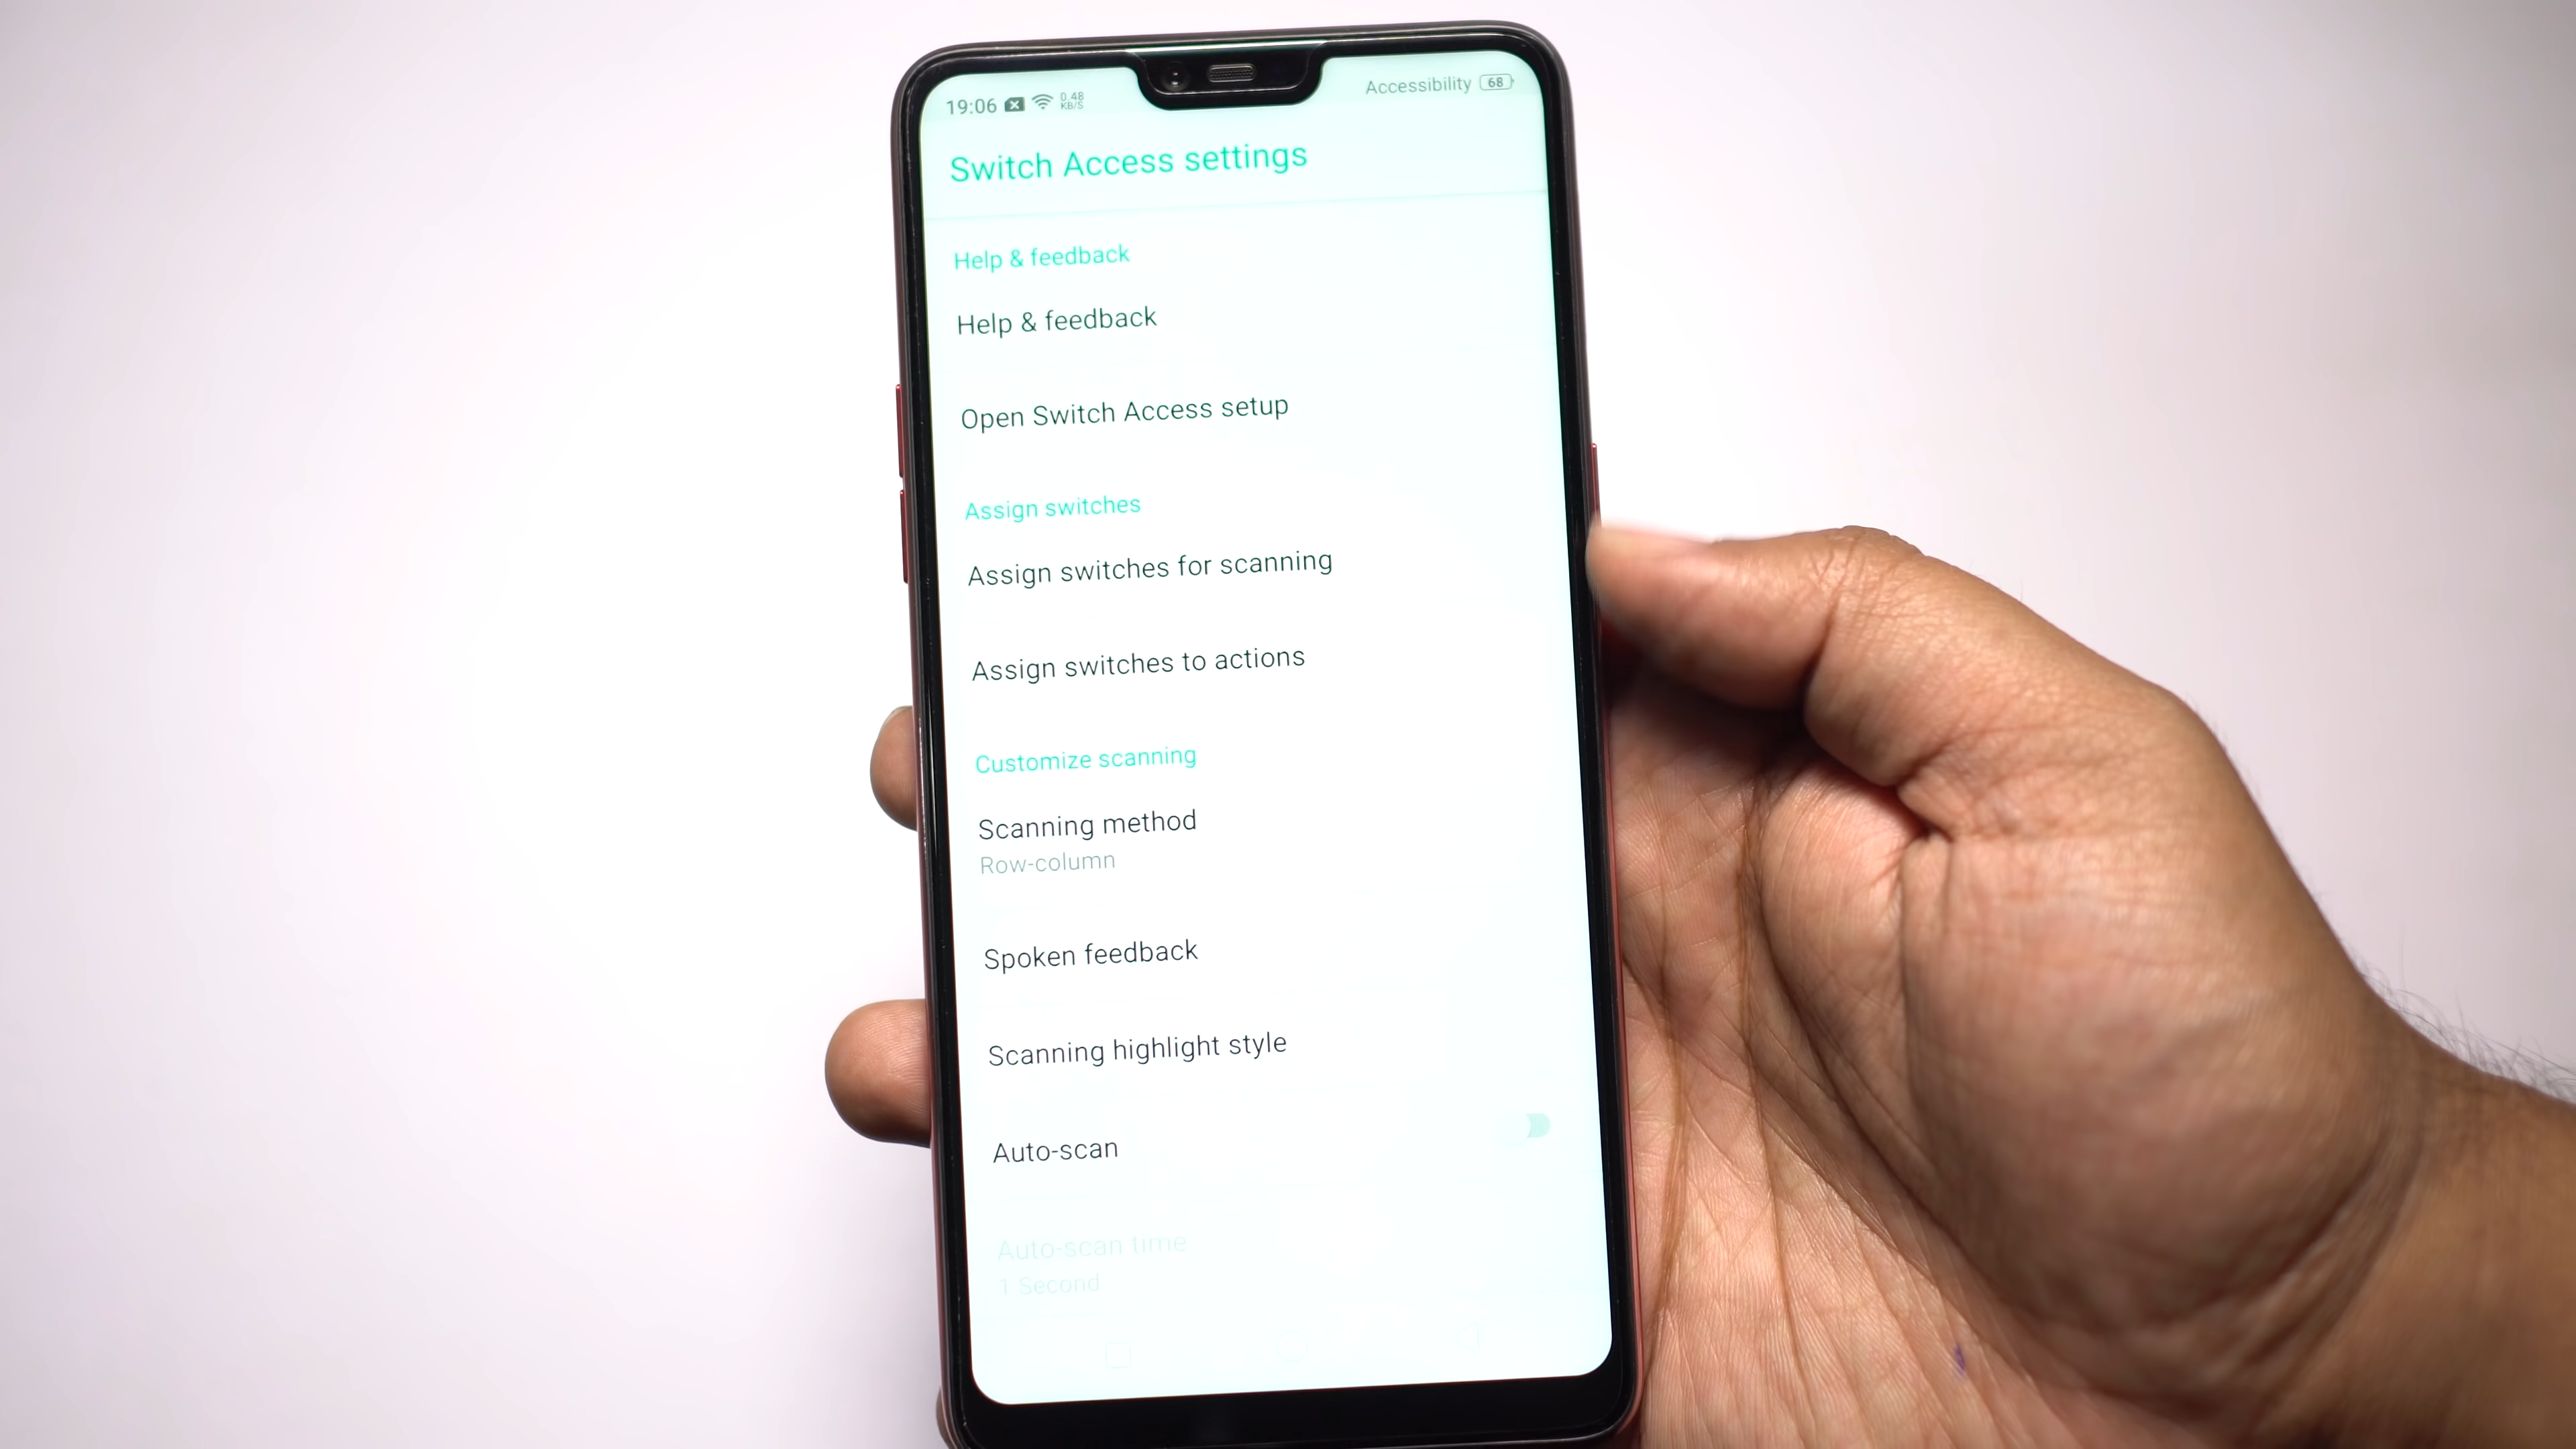 19:06 0.48 KB/S Accessibility 68
Switch Access settings
Help & feedback
Help & feedback
Open Switch Access setup
Assign switches
Assign switches for scanning
Assign switches to actions
Customize scanning
Scanning method
Row-column
Spoken feedback
Scanning highlight style
Auto-scan
Auto-scan time
1 Second